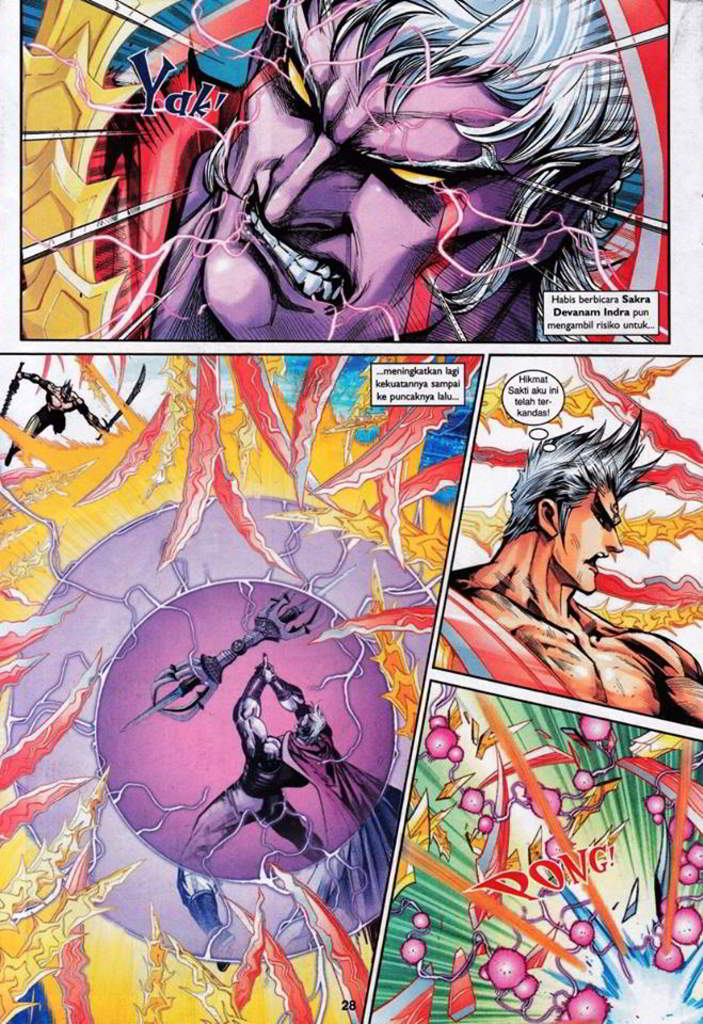 Yak!
Habis berbicara Sakra
Devanam Indra pun
mengambil risiko untuk...
...meningkatkan lagi
kekuatannya sampai
ke puncaknya lalu...
Hikmat
Sakti aku ini
telah ter-
kandas!
PONG!
28